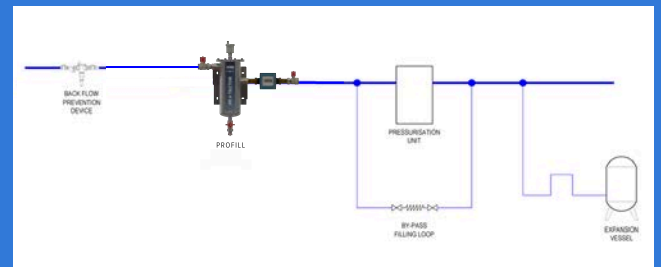 BACK FLOW
PREVENTION
DEVICE
PROFILL
PRESSURISATION
UNIT
BY-PASS
FILLING LOOP
EXPANSION
VESSEL